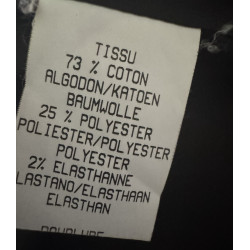 TISSU
73 % COTON
ALGODON/KATOEN
BAUMWOLLE
25 % POLYESTER
POLIESTER/POLYESTER
POLYESTER
2% ELASTHANNE
LASTANO/ELASTHAAN
ELASTHAN